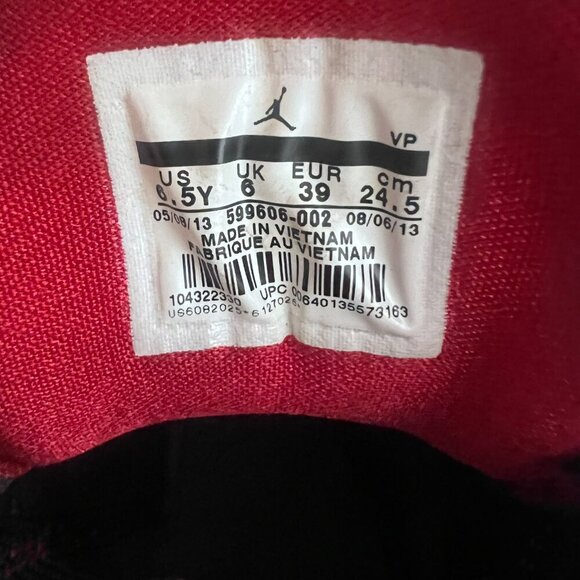 VP
US UK EUR cm
6.5Y 6 39 24.5
05/08/13 599606-002 08/06/13
MADE IN VIETNAM
FABRIQUE AU VIETNAM
UPC